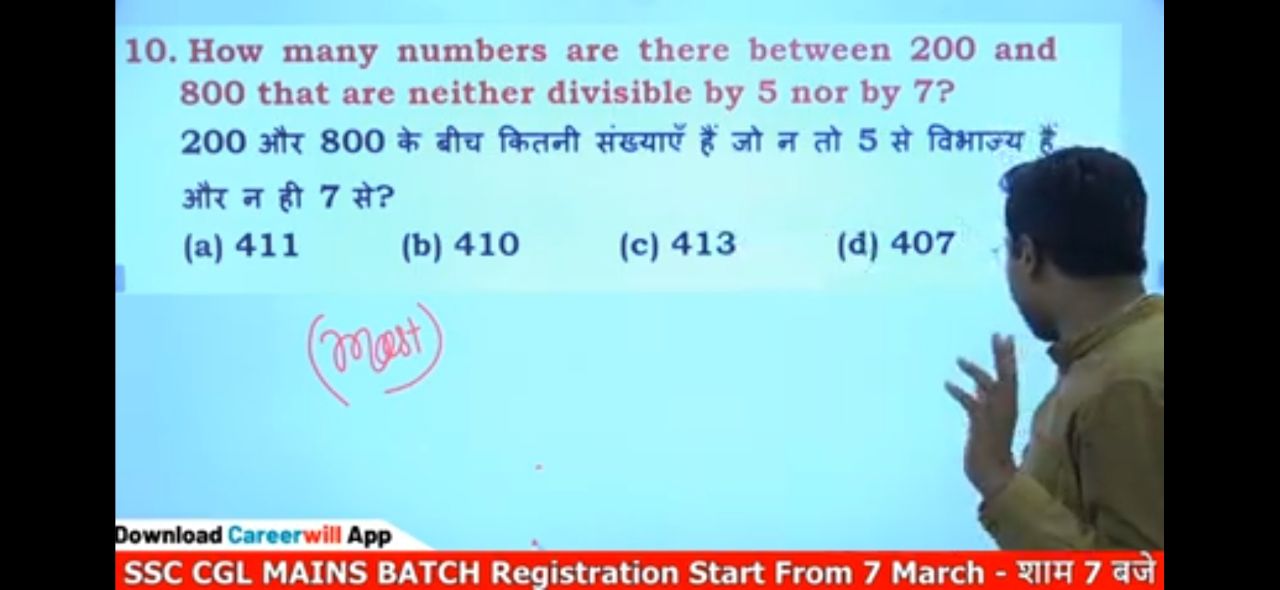 10. How many numbers are there between 200 and
800 that are neither divisible by 5 nor by 7?
200 और 800 के बीच कितनी संख्याएँ हैं जो न तो 5 से विभाज्य हैं
और न ही 7 से?
(a) 411 (b) 410 (c) 413 (d) 407
(Mast)
Download Careerwill App
SSC CGL MAINS BATCH Registration Start From 7 March - शाम 7 बजे